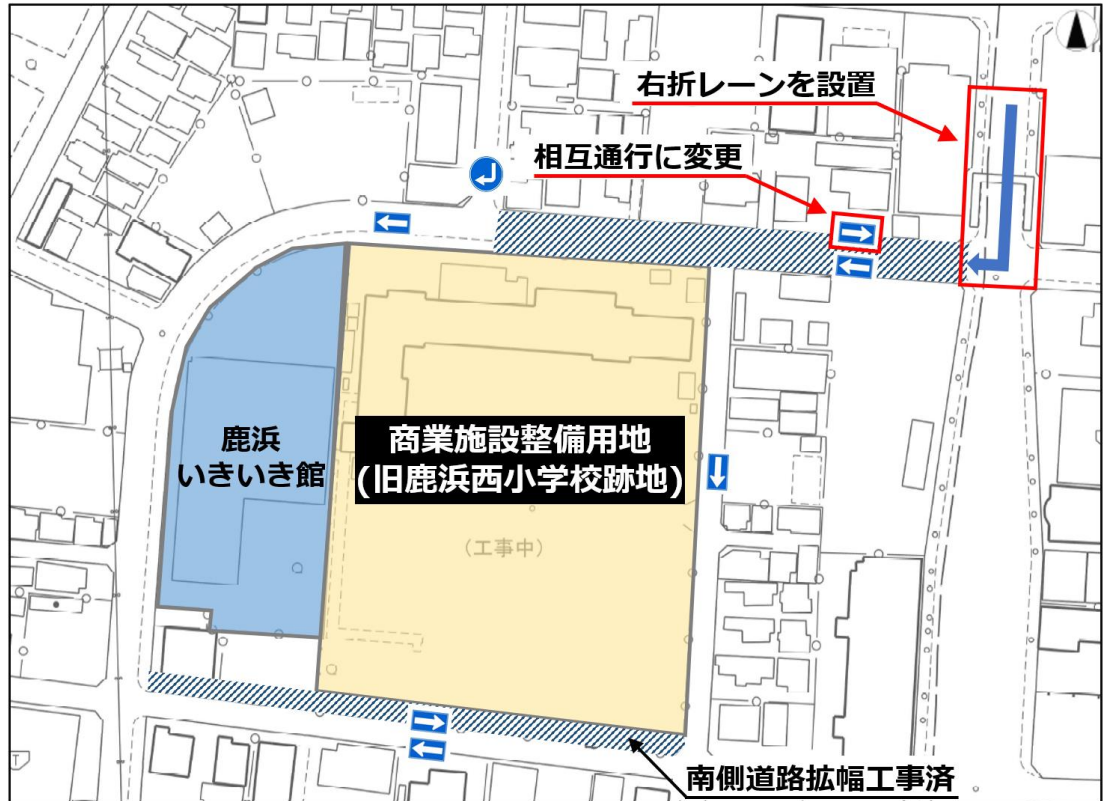 右折レーンを設置
相互通行に変更
鹿浜
いきいき館
商業施設整備用地
(旧鹿浜西小学校跡地)
(工事中)
南側道路拡幅工事済